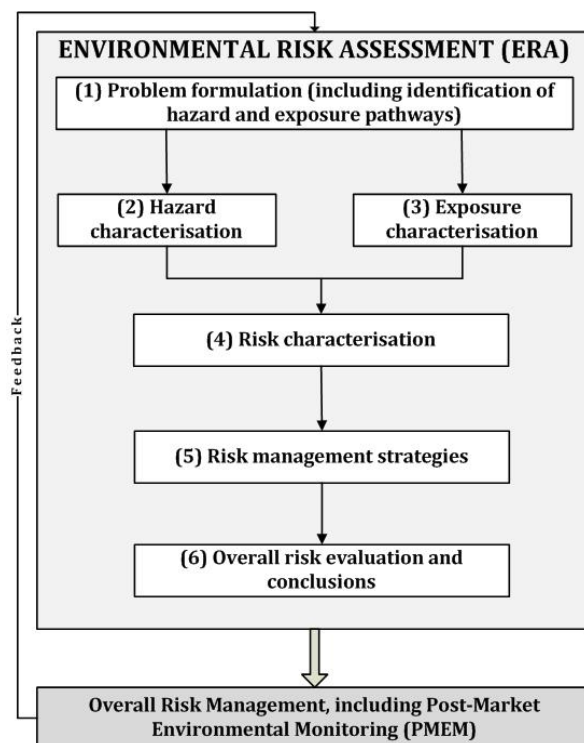 ENVIRONMENTAL RISK ASSESSMENT (ERA)
(1) Problem formulation (including identification of
hazard and exposure pathways)
(2) Hazard
characterisation
(3) Exposure
characterisation
(4) Risk characterisation
(5) Risk management strategies
(6) Overall risk evaluation and
conclusions
Feedback
Overall Risk Management, including Post-Market
Environmental Monitoring (PMEM)